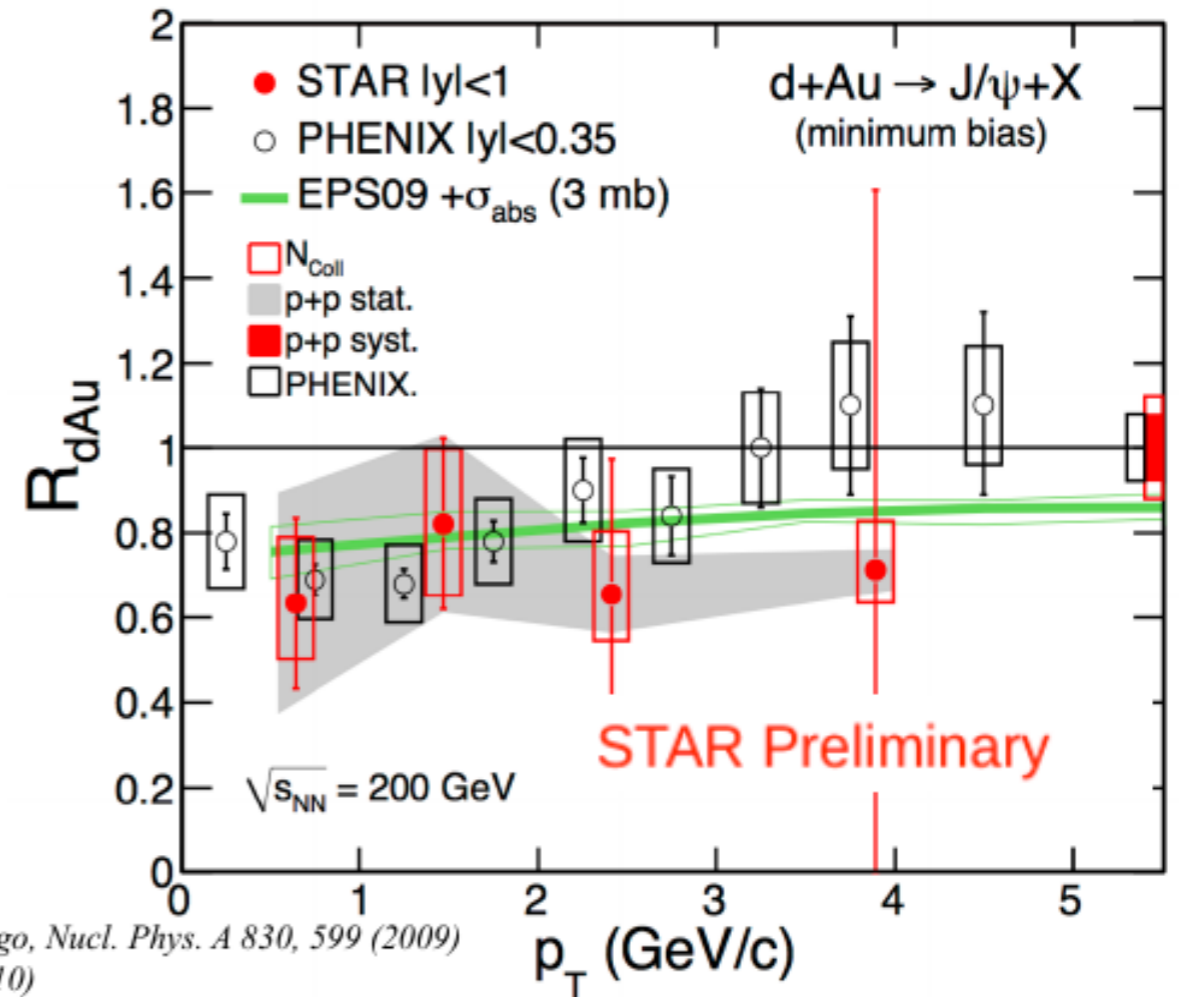 2
STAR |y|<1
d+Au → J/ψ+X
1.8
PHENIX |y|<0.35
(minimum bias)
1.6
EPS09 +σabs (3 mb)
NColl
1.4
p+p stat.
p+p syst.
1.2
PHENIX.
RdAu
1
0.8
0.6
0.4
STAR Preliminary
0.2
√sNN = 200 GeV
0
0 1 2 3 4 5
go, Nucl. Phys. A 830, 599 (2009)
pT (GeV/c)
10)